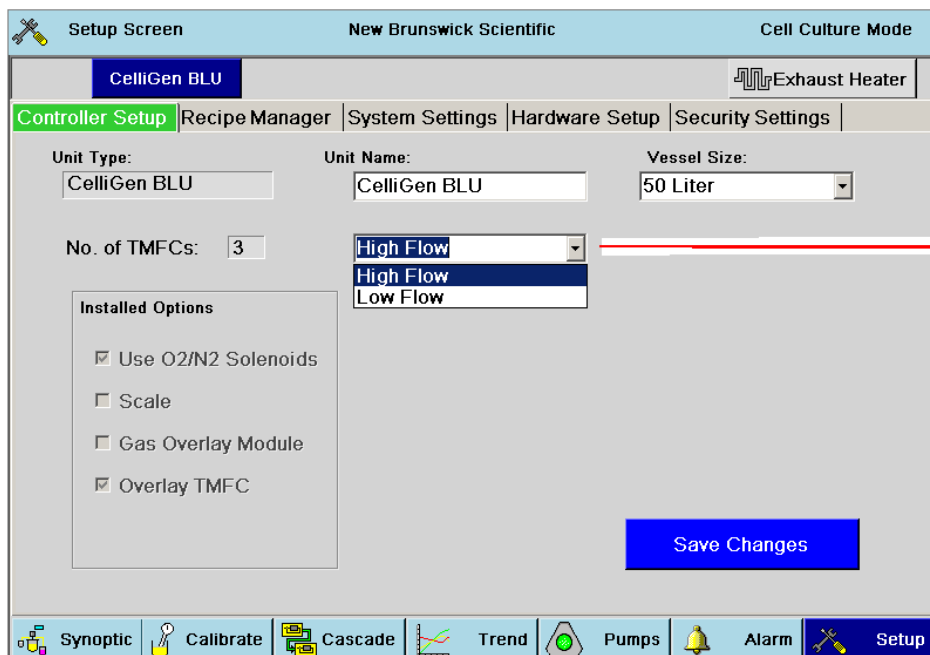 Setup Screen New Brunswick Scientific Cell Culture Mode
CelliGen BLU Exhaust Heater
Controller Setup Recipe Manager System Settings Hardware Setup Security Settings
Unit Type: Unit Name: Vessel Size:
CelliGen BLU CelliGen BLU 50 Liter
No. of TMFCs: 3 High Flow
High Flow
Low Flow
Installed Options
Use O2/N2 Solenoids
Scale
Gas Overlay Module
Overlay TMFC
Save Changes
Synoptic Calibrate Cascade Trend Pumps Alarm Setup